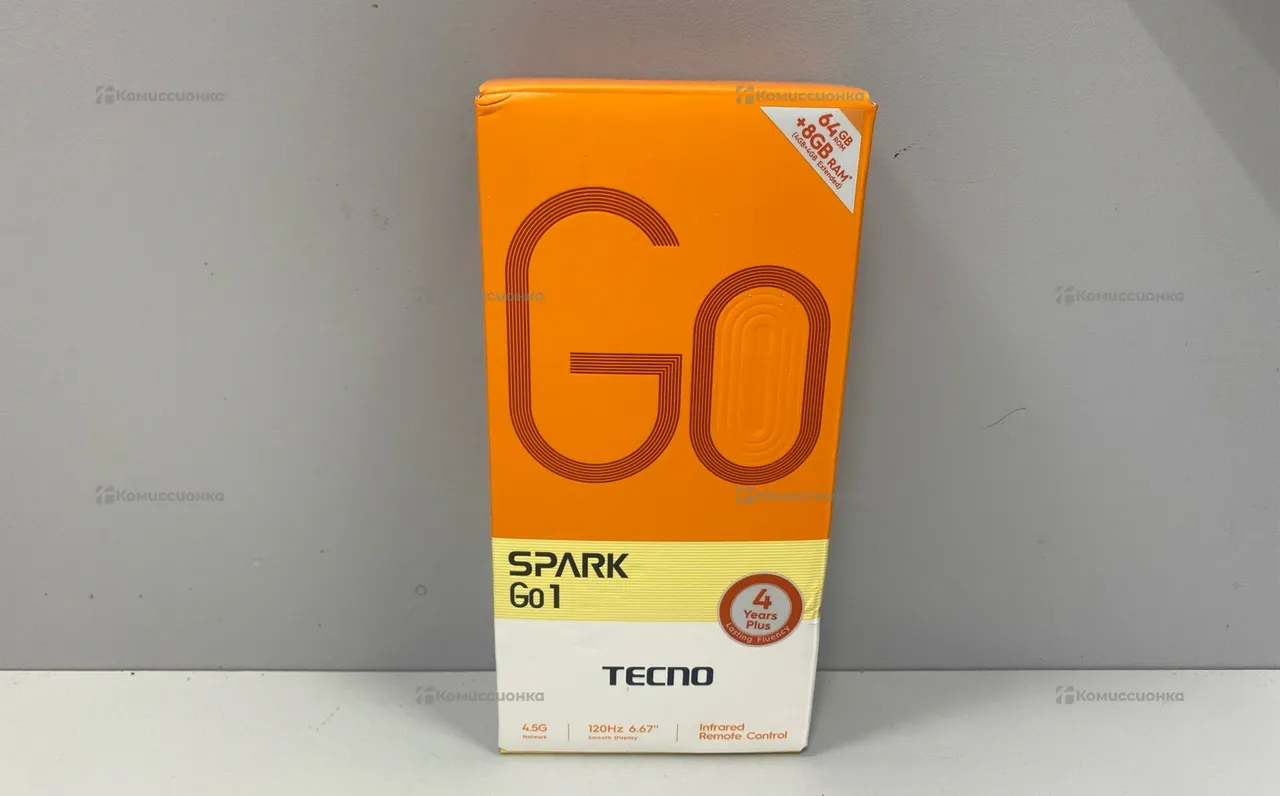 Комиссионка
Комиссионка
64GB ROM
+8GB RAM*
(4GB+4GB Extended)
Go
Комиссионка
Комиссионка
Комиссионка
SPARK
Go 1
4
Years
Plus
Lasting Fluency
TECNO
Комиссионка
Комиссионка
4.5G
Network
120Hz 6.67"
Smooth Display
Infrared
Remote Control